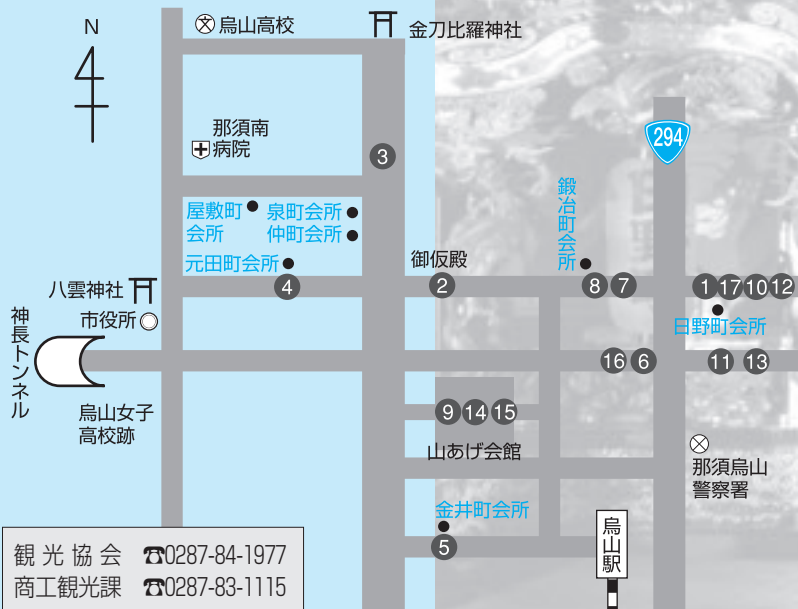 N
烏山高校
金刀比羅神社
294
那須南
病院
3
鍛冶町会所
屋敷町
会所
泉町会所
仲町会所
元田町会所
御仮殿
八雲神社
4
2
8 7
1 17 10 12
市役所
日野町会所
神長トンネル
16 6
11 13
烏山女子
高校跡
9 14 15
山あげ会館
那須烏山
警察署
金井町会所
5
烏山駅
観光協会 ☎0287-84-1977
商工観光課 ☎0287-83-1115